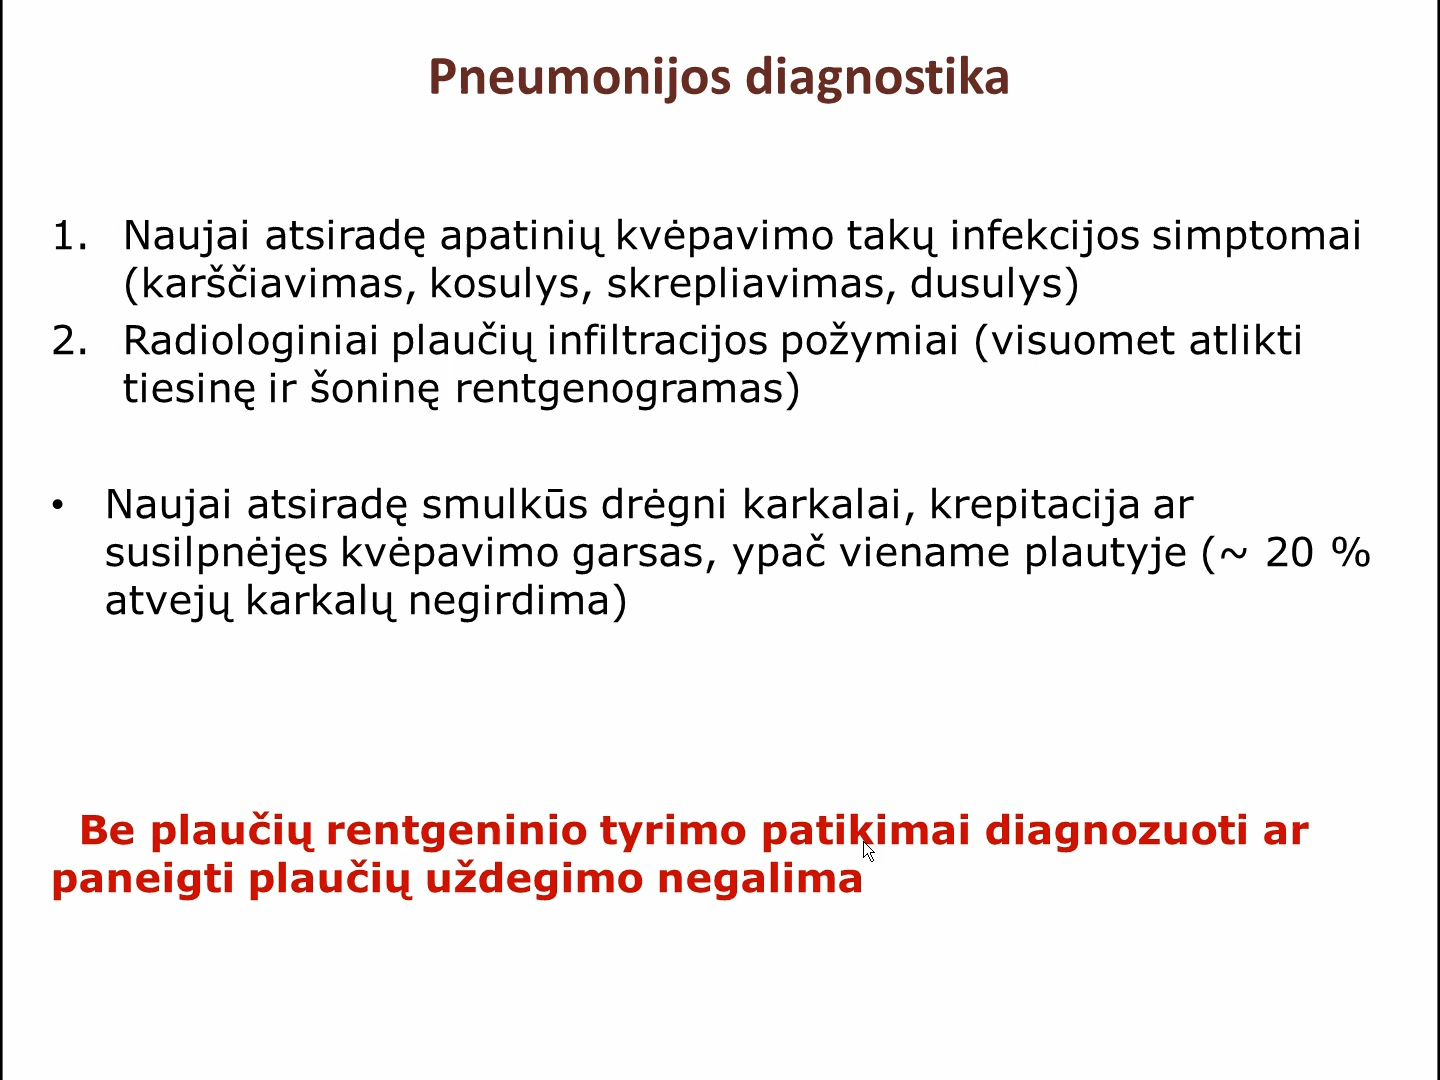 Pneumonijos diagnostika
1. Naujai atsiradę apatinių kvėpavimo takų infekcijos simptomai
(karščiavimas, kosulys, skrepliavimas, dusulys)
2. Radiologiniai plaučių infiltracijos požymiai (visuomet atlikti
tiesinę ir šoninę rentgenogramas)
• Naujai atsiradę smulkūs drėgni karkalai, krepitacija ar
susilpnėjęs kvėpavimo garsas, ypač viename plautyje (~ 20 %
atvejų karkalų negirdima)
Be plaučių rentgeninio tyrimo patikimai diagnozuoti ar
paneigti plaučių uždegimo negalima